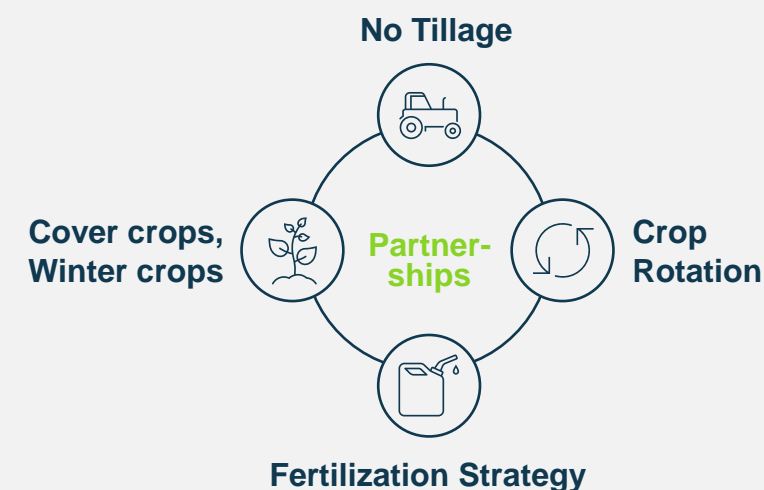 No Tillage
Cover crops,
Winter crops
Partner-
ships
Crop
Rotation
Fertilization Strategy